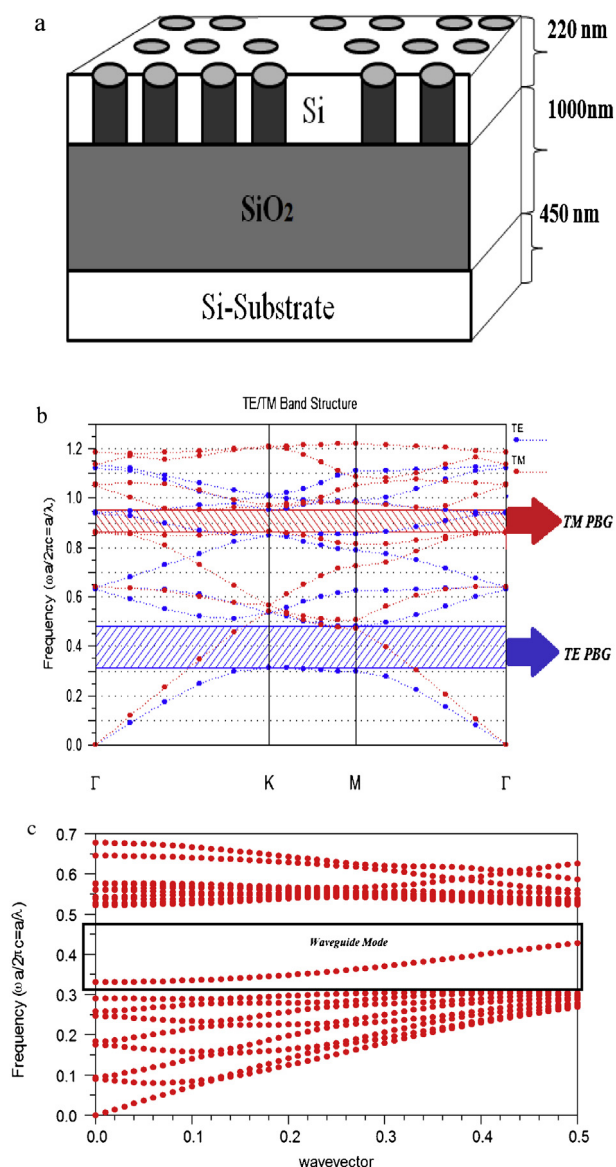 a
220 nm
1000nm
450 nm
Si
SiO₂
Si-Substrate
b
TE/TM Band Structure
TE
TM
Frequency (ωa/2πc=a/λ)
1.2
1.0
0.8
0.6
0.4
0.2
0.0
TM PBG
TE PBG
Γ K M Γ
c
Frequency (ωa/2πc=a/λ)
0.7
0.6
0.5
0.4
0.3
0.2
0.1
0.0
Waveguide Mode
0.0 0.1 0.2 0.3 0.4 0.5
wavevector